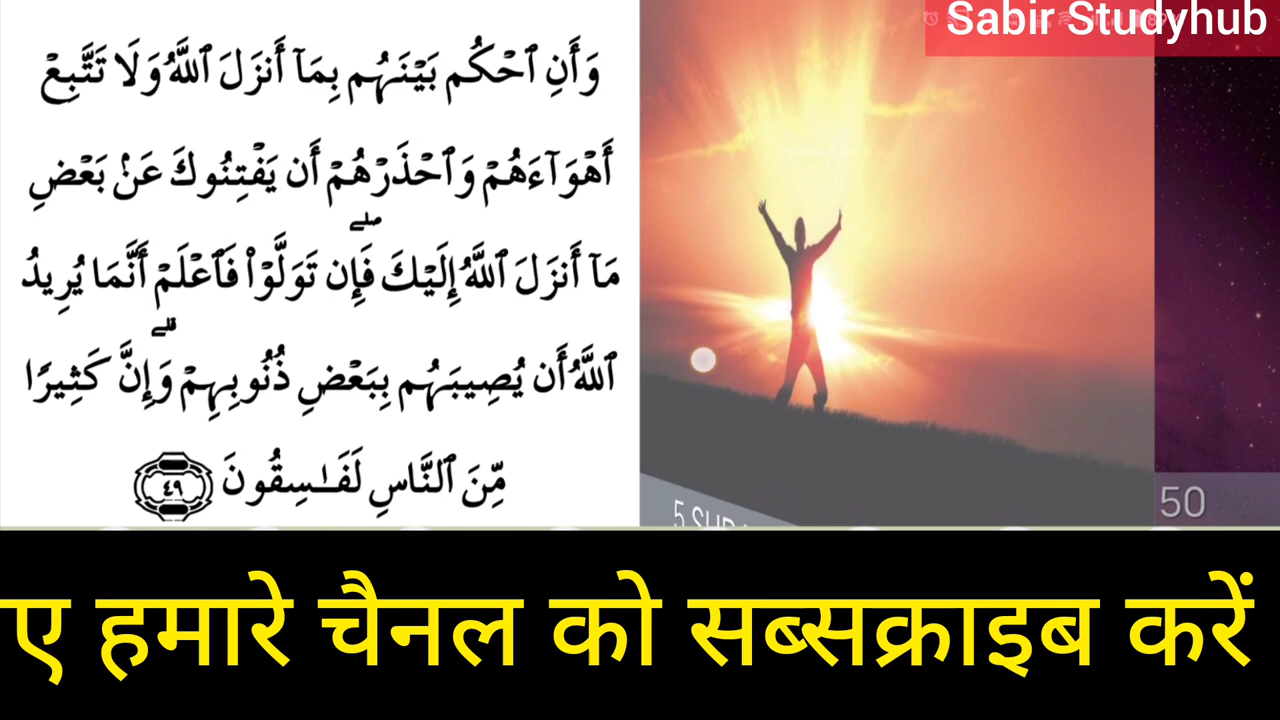 Sabir Studyhub
وَأَنِ ٱحْكُم بَيْنَهُم بِمَآ أَنزَلَ ٱللَّهُ وَلَا تَتَّبِعْ
أَهْوَآءَهُمْ وَٱحْذَرْهُمْ أَن يَفْتِنُوكَ عَنۢ بَعْضِ
مَآ أَنزَلَ ٱللَّهُ إِلَيْكَ ۖ فَإِن تَوَلَّوْا۟ فَٱعْلَمْ أَنَّمَا يُرِيدُ
ٱللَّهُ أَن يُصِيبَهُم بِبَعْضِ ذُنُوبِهِمْ ۗ وَإِنَّ كَثِيرًا
مِّنَ ٱلنَّاسِ لَفَـٰسِقُونَ ٤٩
50
ए हमारे चैनल को सब्सक्राइब करें